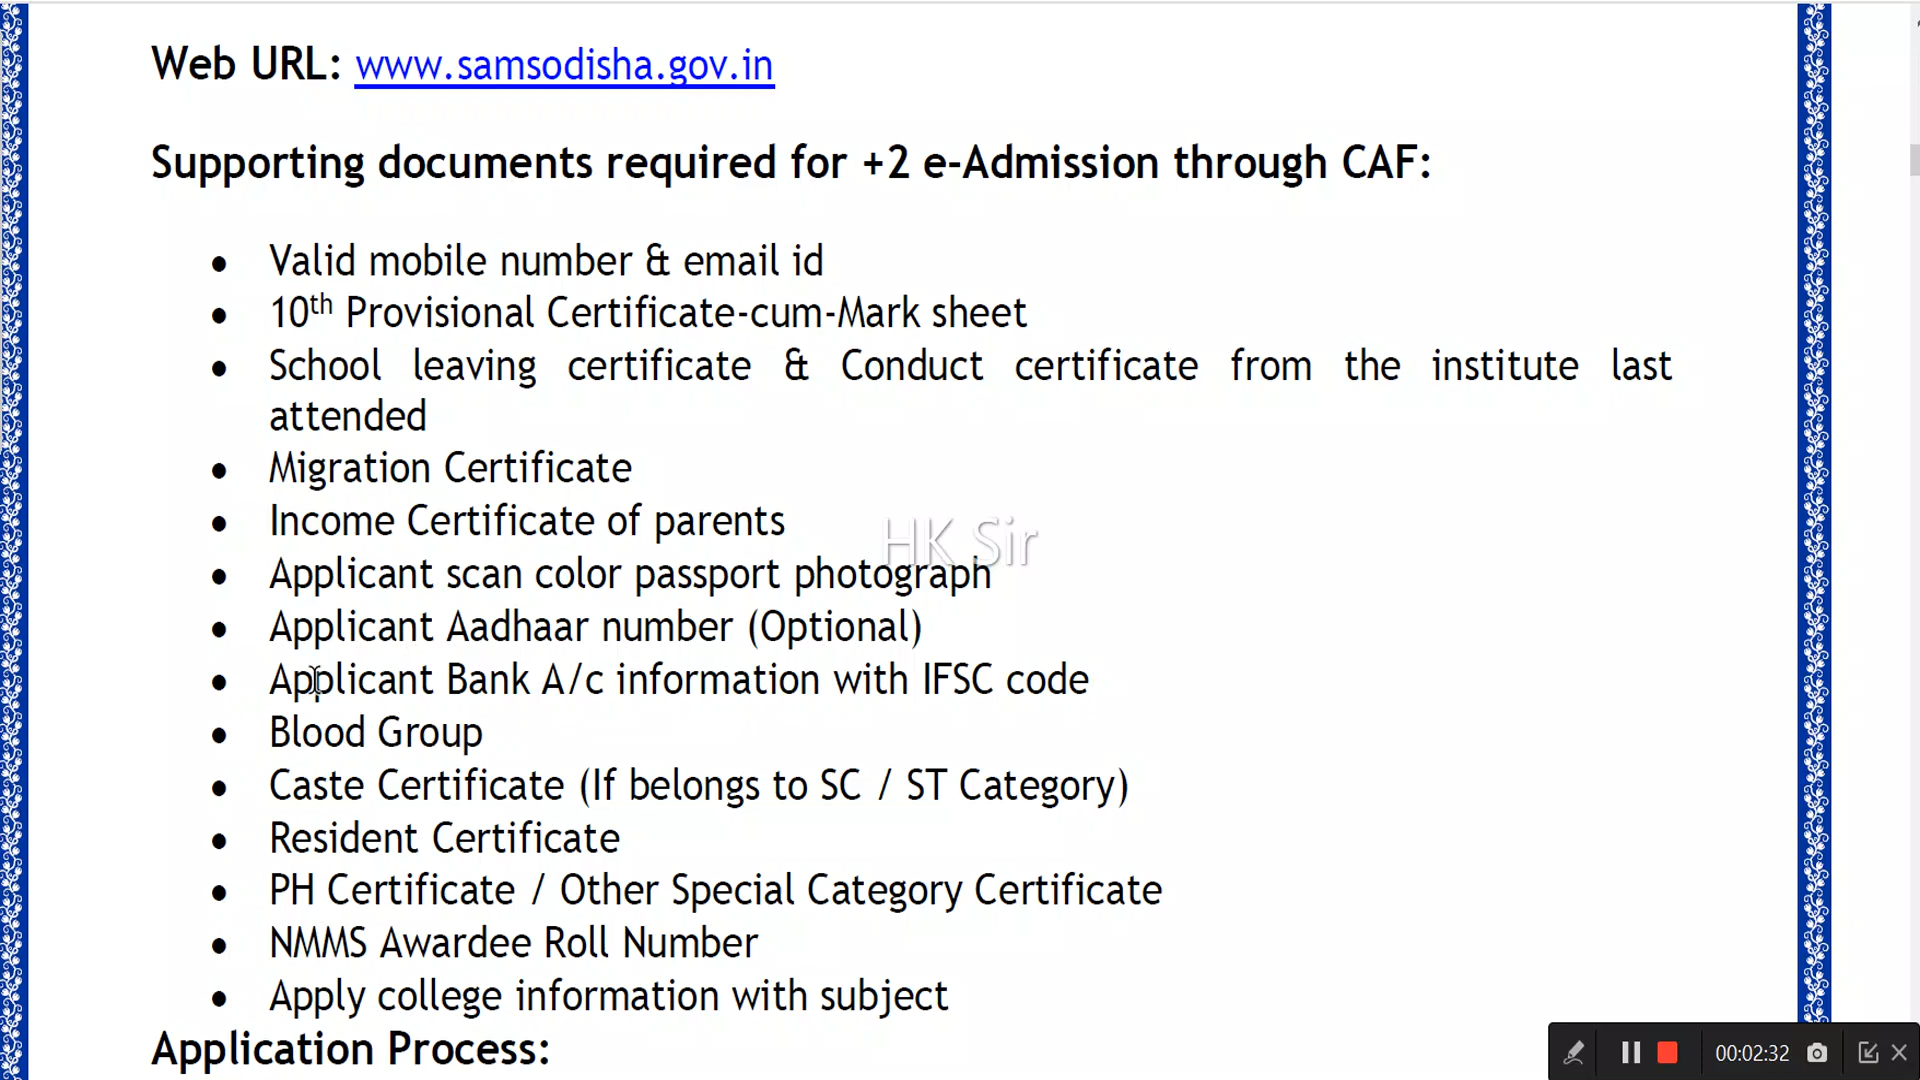 Web URL: www.samsodisha.gov.in
Supporting documents required for +2 e-Admission through CAF:
• Valid mobile number & email id
• 10th Provisional Certificate-cum-Mark sheet
• School leaving certificate & Conduct certificate from the institute last
attended
• Migration Certificate
• Income Certificate of parents
HK Sir
• Applicant scan color passport photograph
• Applicant Aadhaar number (Optional)
• Applicant Bank A/c information with IFSC code
• Blood Group
• Caste Certificate (If belongs to SC / ST Category)
• Resident Certificate
• PH Certificate / Other Special Category Certificate
• NMMS Awardee Roll Number
• Apply college information with subject
Application Process:
00:02:32